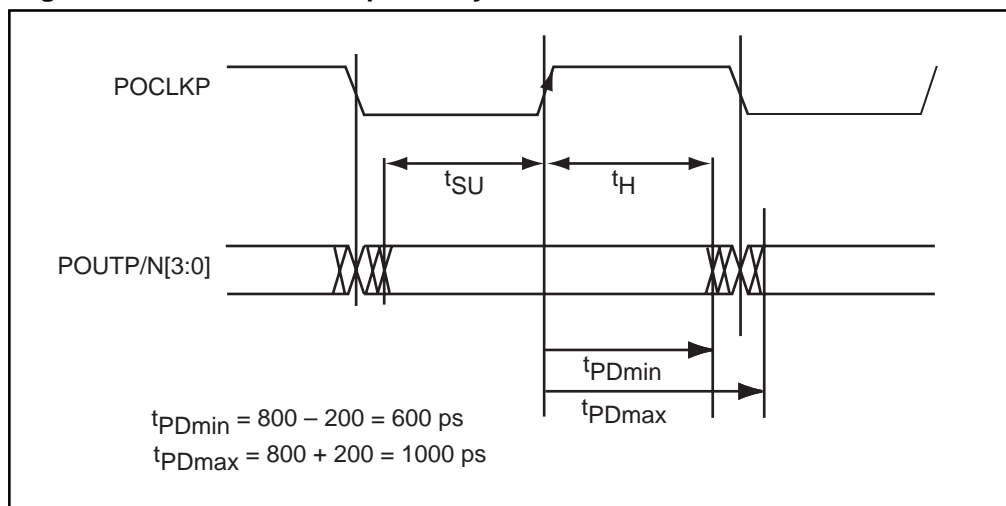 POCLKP
tSU
tH
POUTP/N[3:0]
tPDmin
tPDmax
tPDmin = 800 – 200 = 600 ps
tPDmax = 800 + 200 = 1000 ps